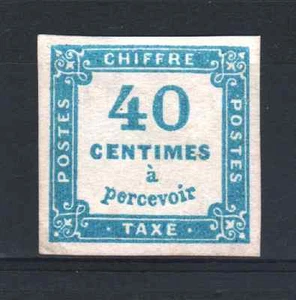 CHIFFRE
POSTES
40
CENTIMES
à
percevoir
POSTES
TAXE